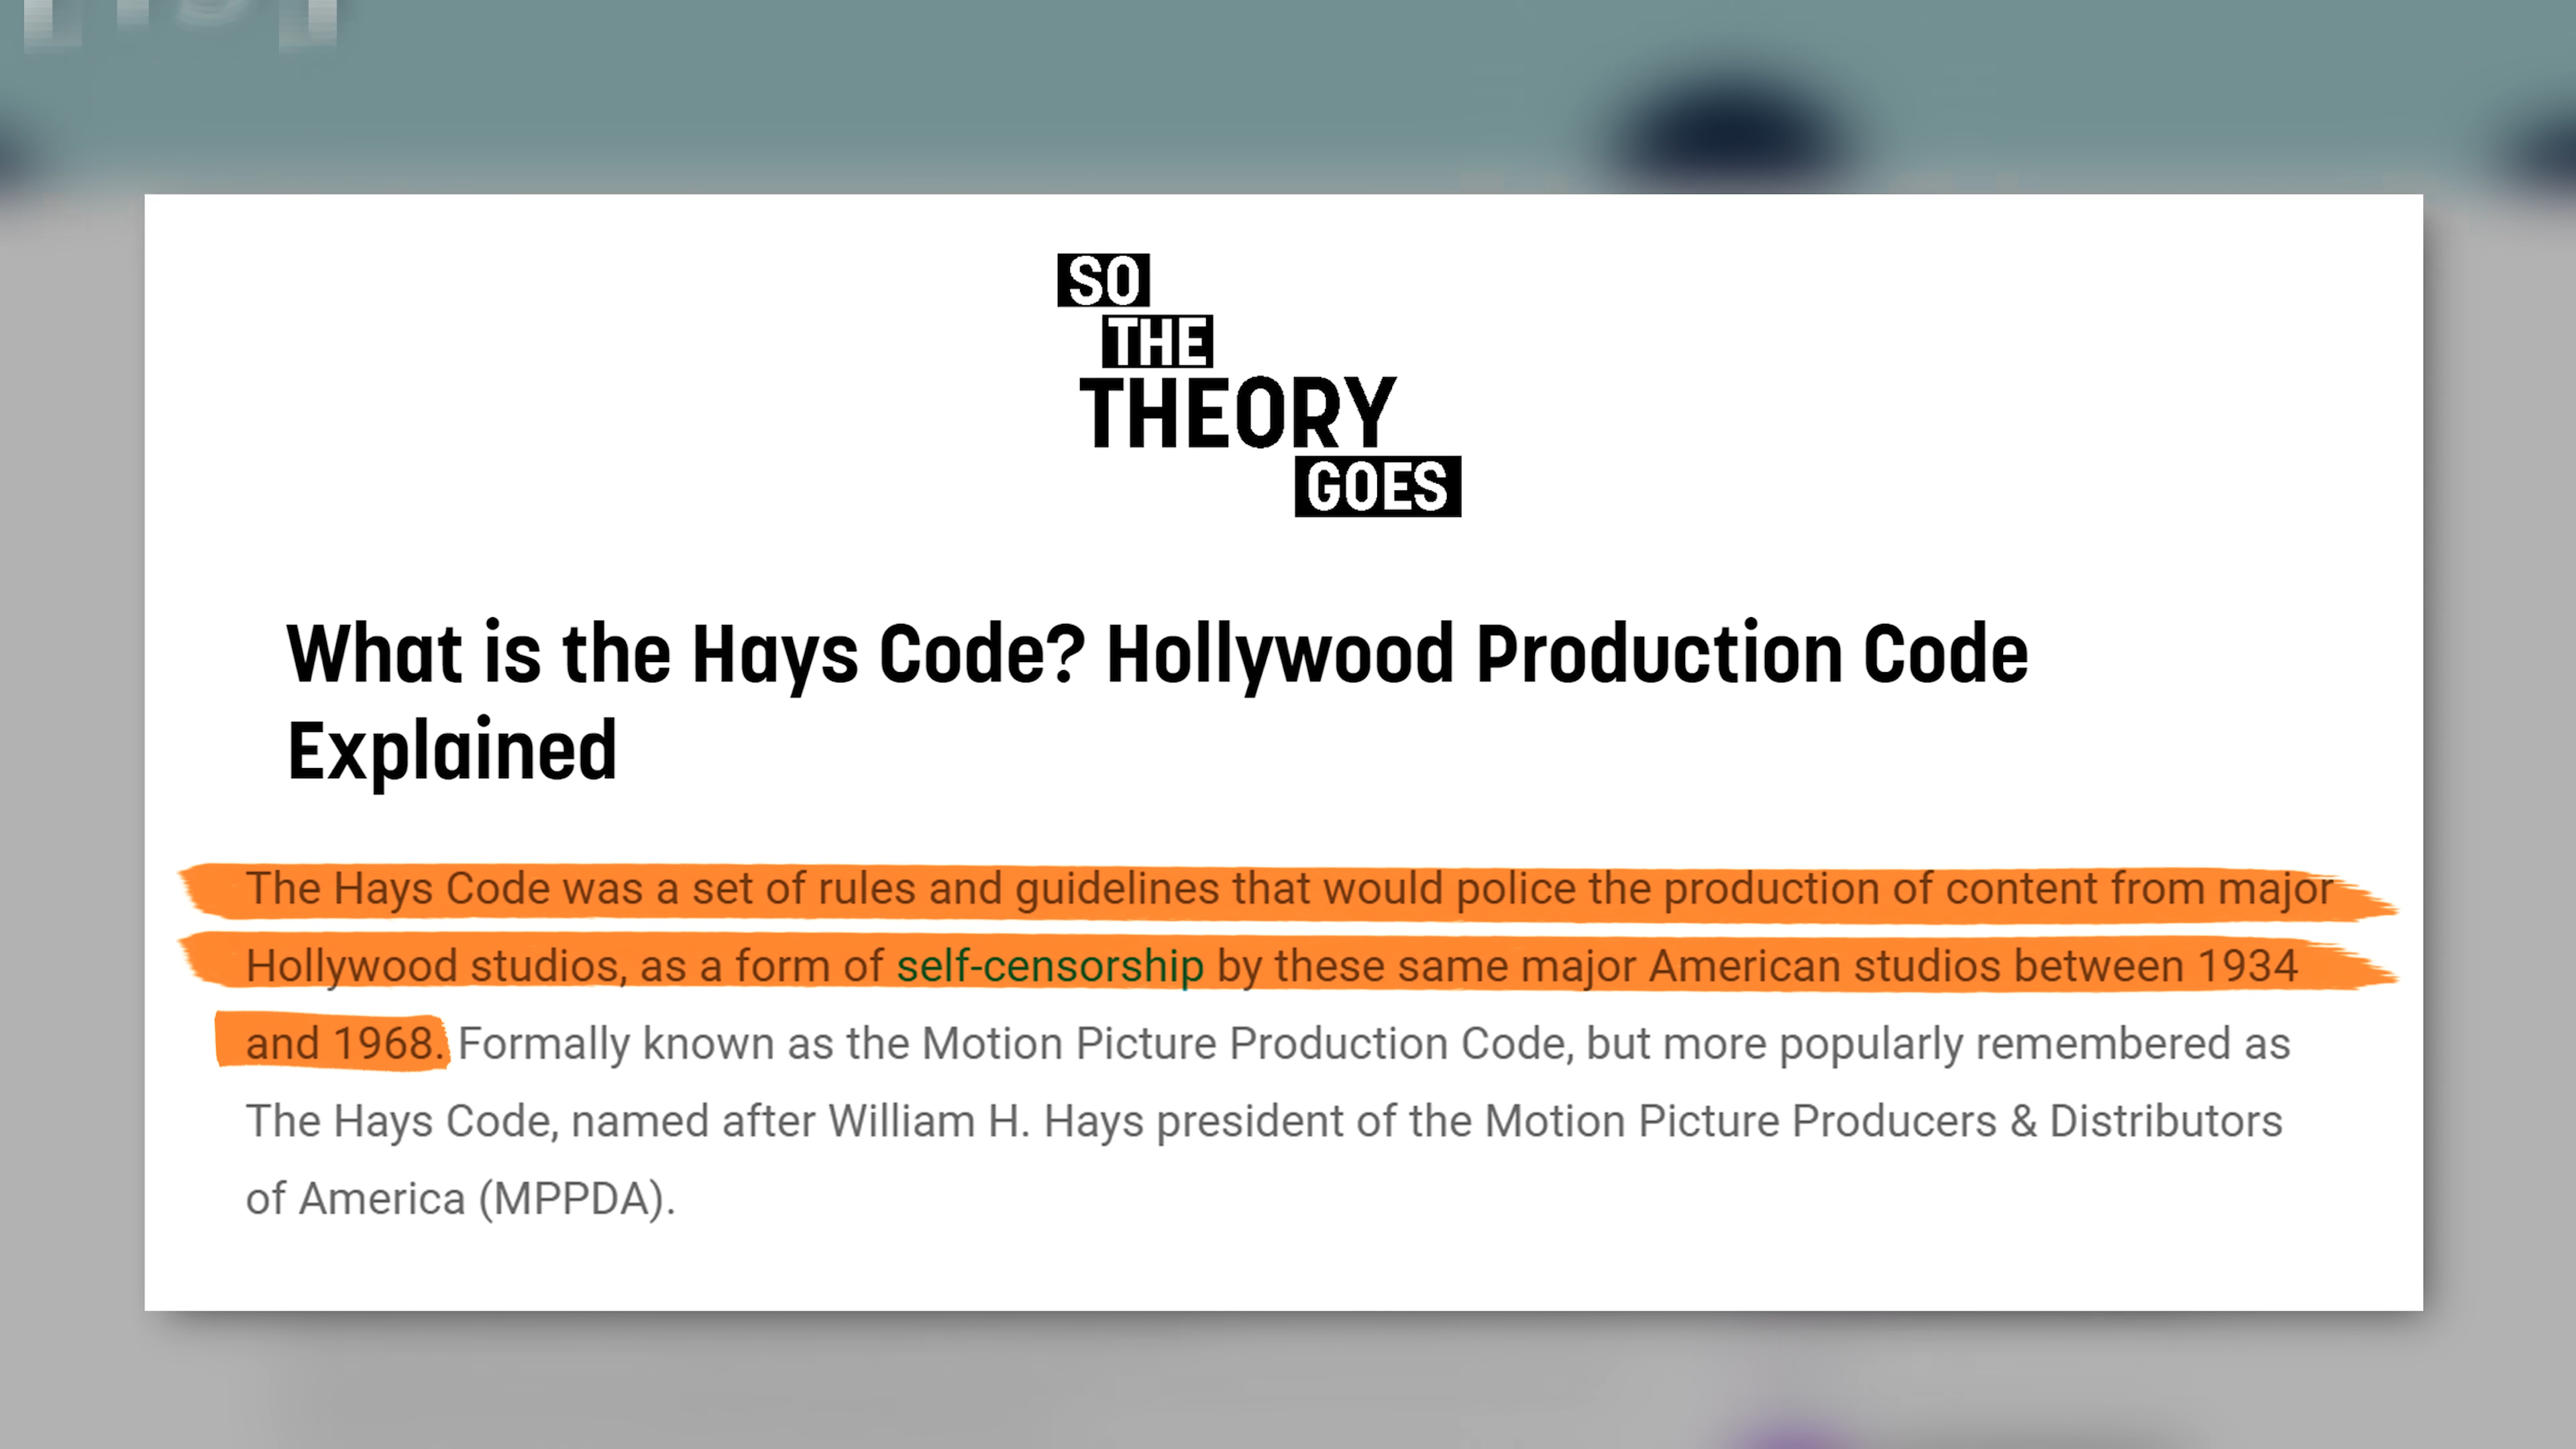 SO
THE
THEORY
GOES
What is the Hays Code? Hollywood Production Code
Explained
The Hays Code was a set of rules and guidelines that would police the production of content from major
Hollywood studios, as a form of self-censorship by these same major American studios between 1934
and 1968. Formally known as the Motion Picture Production Code, but more popularly remembered as
The Hays Code, named after William H. Hays president of the Motion Picture Producers & Distributors
of America (MPPDA).